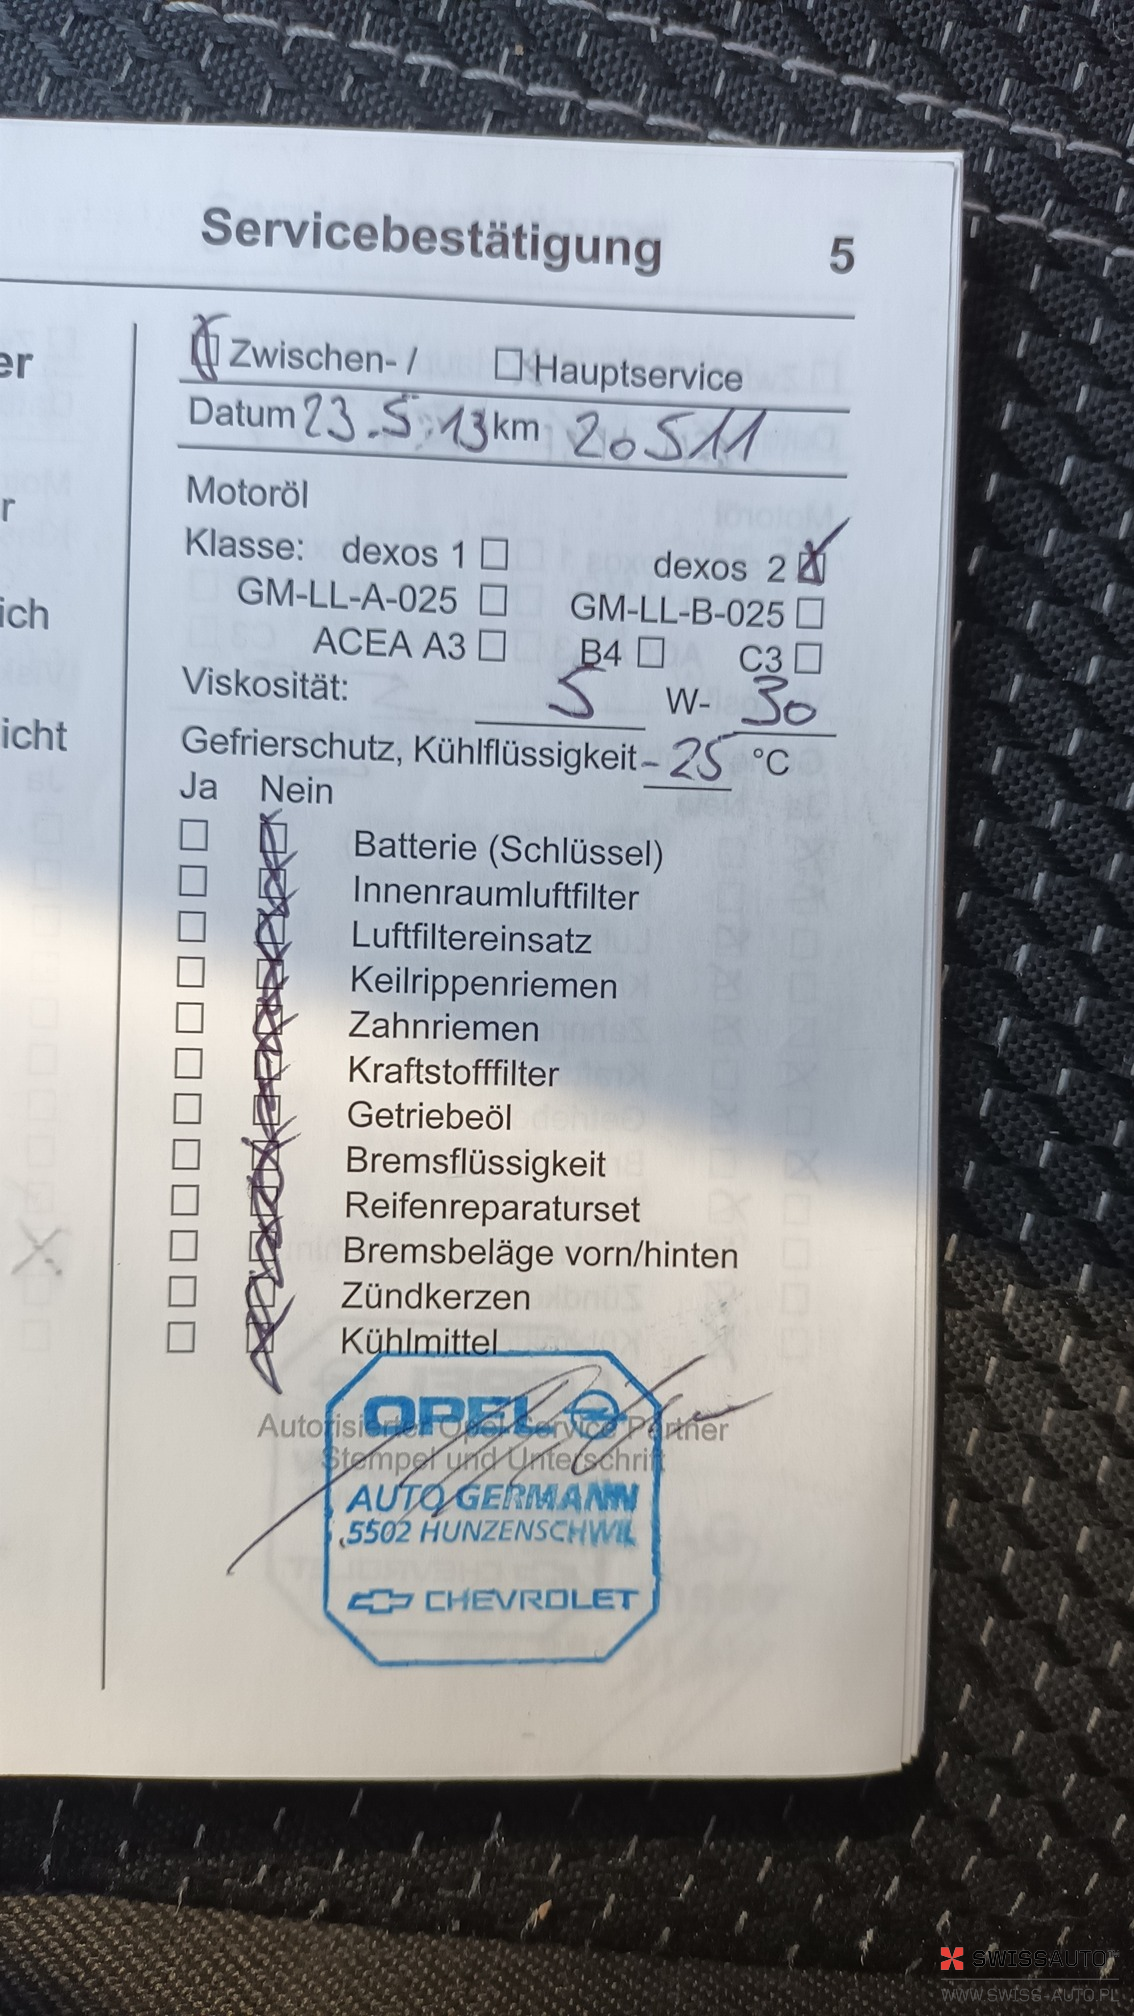 Servicebestätigung 5
er
r
ich
icht
Zwischen- / Hauptservice
Datum 23.5.13 km 20511
Motoröl
Klasse: dexos 1 dexos 2
GM-LL-A-025 GM-LL-B-025
ACEA A3 B4 C3
Viskosität: 5 W- 30
Gefrierschutz, Kühlflüssigkeit -25 °C
Ja Nein
Batterie (Schlüssel)
Innenraumluftfilter
Luftfiltereinsatz
Keilrippenriemen
Zahnriemen
Kraftstofffilter
Getriebeöl
Bremsflüssigkeit
Reifenreparaturset
Bremsbeläge vorn/hinten
Zündkerzen
Kühlmittel
OPEL
Autorisierter Opel Service Partner
Stempel und Unterschrift
AUTO GERMANN
5502 HUNZENSCHWIL
CHEVROLET
SWISSAUTO
WWW.SWISS-AUTO.PL